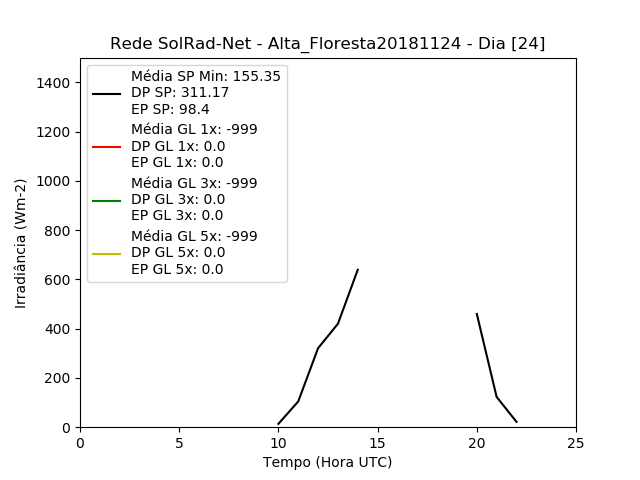 Rede SolRad-Net - Alta_Floresta20181124 - Dia [24]
Média SP Min: 155.35
DP SP: 311.17
EP SP: 98.4
Média GL 1x: -999
DP GL 1x: 0.0
EP GL 1x: 0.0
Média GL 3x: -999
DP GL 3x: 0.0
EP GL 3x: 0.0
Média GL 5x: -999
DP GL 5x: 0.0
EP GL 5x: 0.0
Irradiância (Wm-2)
1400
1200
1000
800
600
400
200
0
0 5 10 15 20 25
Tempo (Hora UTC)